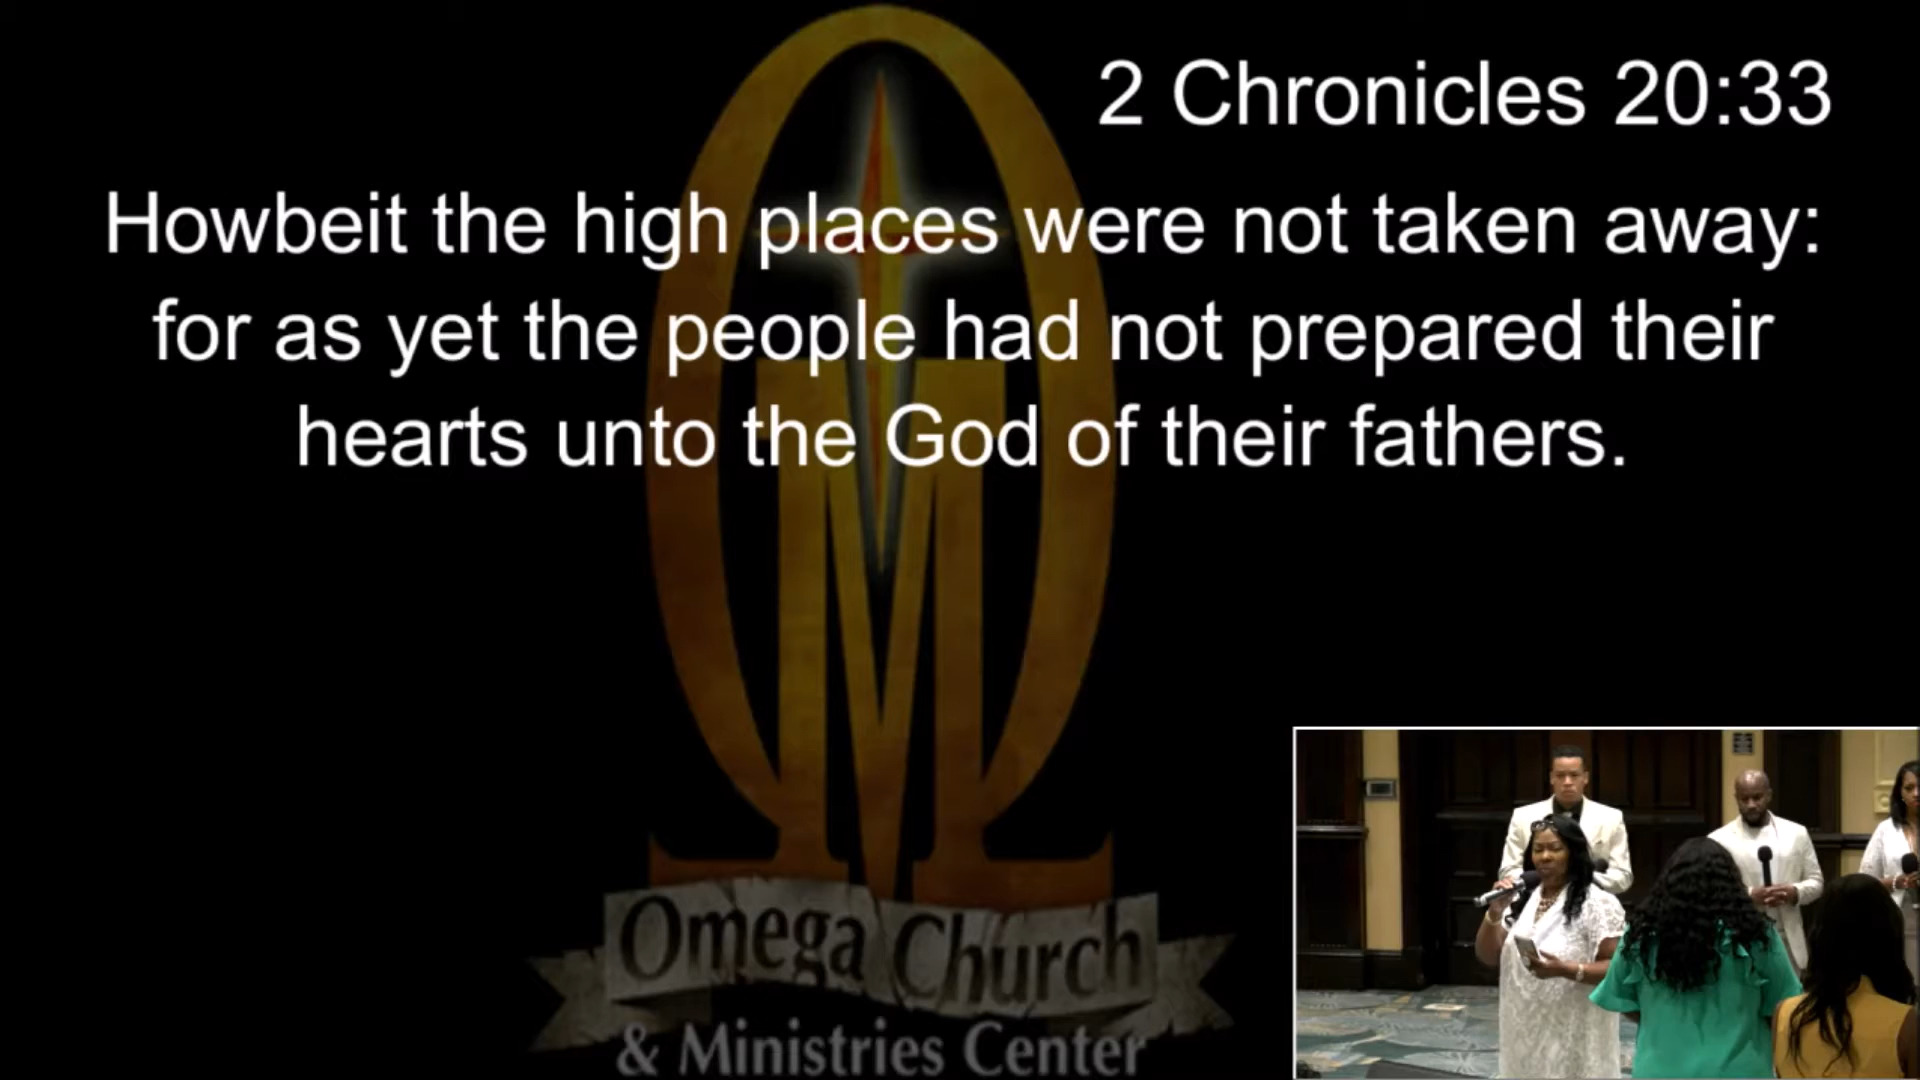 2 Chronicles 20:33
Howbeit the high places were not taken away:
for as yet the people had not prepared their
hearts unto the God of their fathers.
Omega Church
& Ministries Center